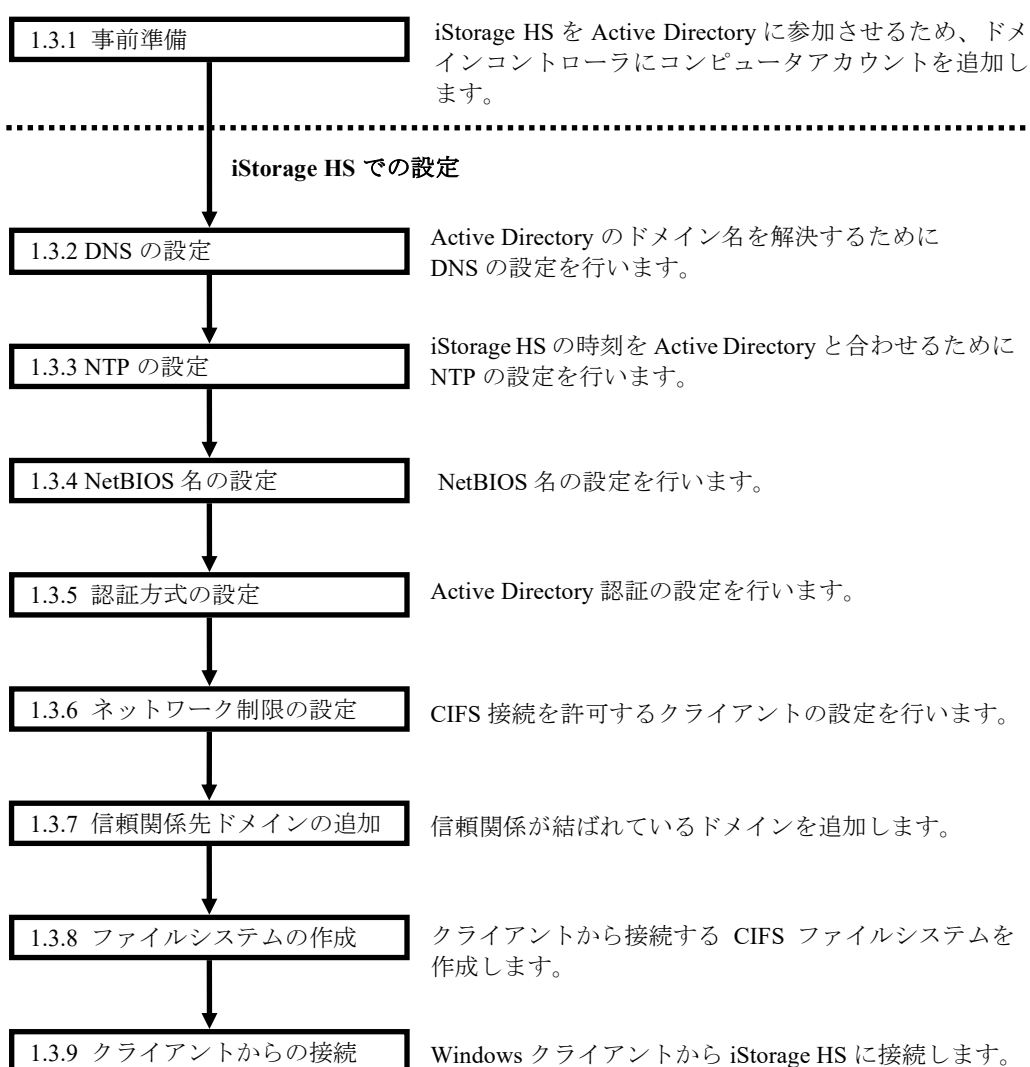 1.3.1 事前準備
iStorage HS を Active Directory に参加させるため、ドメ
インコントローラにコンピュータアカウントを追加し
ます。
iStorage HS での設定
1.3.2 DNS の設定
Active Directory のドメイン名を解決するために
DNS の設定を行います。
1.3.3 NTP の設定
iStorage HS の時刻を Active Directory と合わせるために
NTP の設定を行います。
1.3.4 NetBIOS 名の設定
NetBIOS 名の設定を行います。
1.3.5 認証方式の設定
Active Directory 認証の設定を行います。
1.3.6 ネットワーク制限の設定
CIFS 接続を許可するクライアントの設定を行います。
1.3.7 信頼関係先ドメインの追加
信頼関係が結ばれているドメインを追加します。
1.3.8 ファイルシステムの作成
クライアントから接続する CIFS ファイルシステムを
作成します。
1.3.9 クライアントからの接続
Windows クライアントから iStorage HS に接続します。